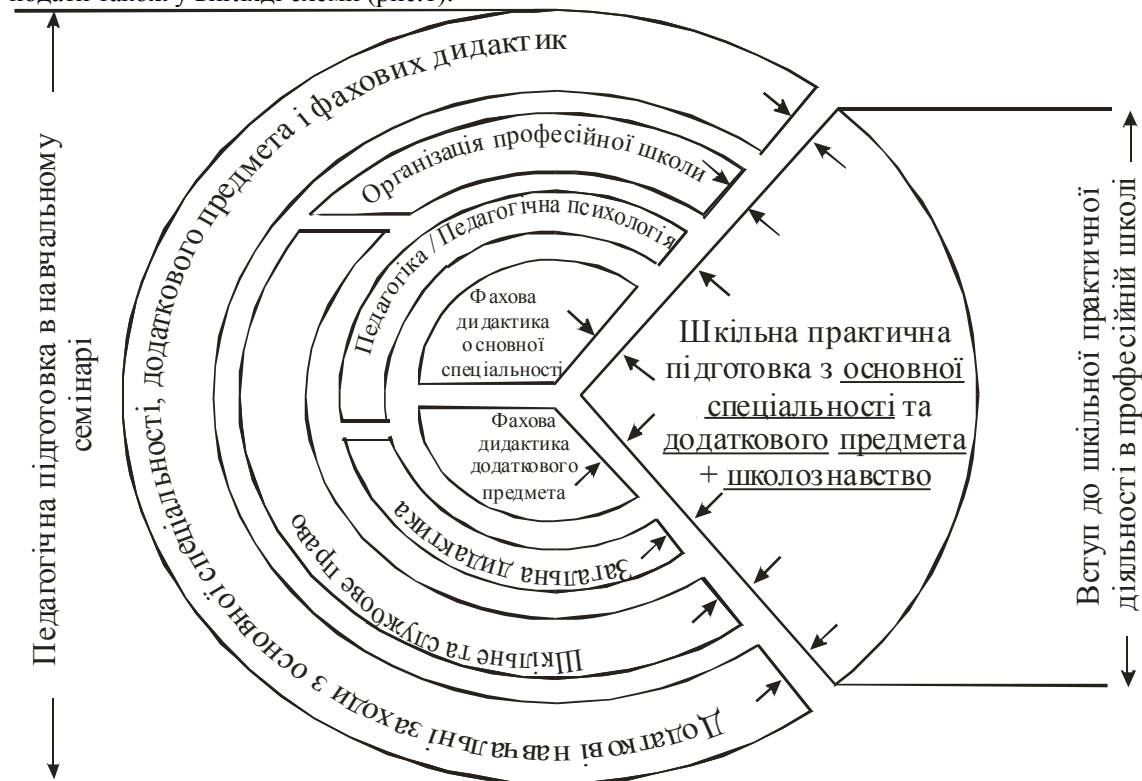 подати також у вигляді схеми (рис.1).
Педагогічна підготовка в навчальному
семінарі
Додаткові навчальні заходи з основної спеціальності, додаткового предмета і фахових дидактик
Організація професійної школи
Шкільне та службове право
Педагогіка / Педагогічна психологія
Загальна дидактика
Фахова
дидактика
основної
спеціальності
Фахова
дидактика
додаткового
предмета
Шкільна практична
підготовка з основної
спеціальності та
додаткового предмета
+ школознавство
Вступ до шкільної практичної
діяльності в професійній школі